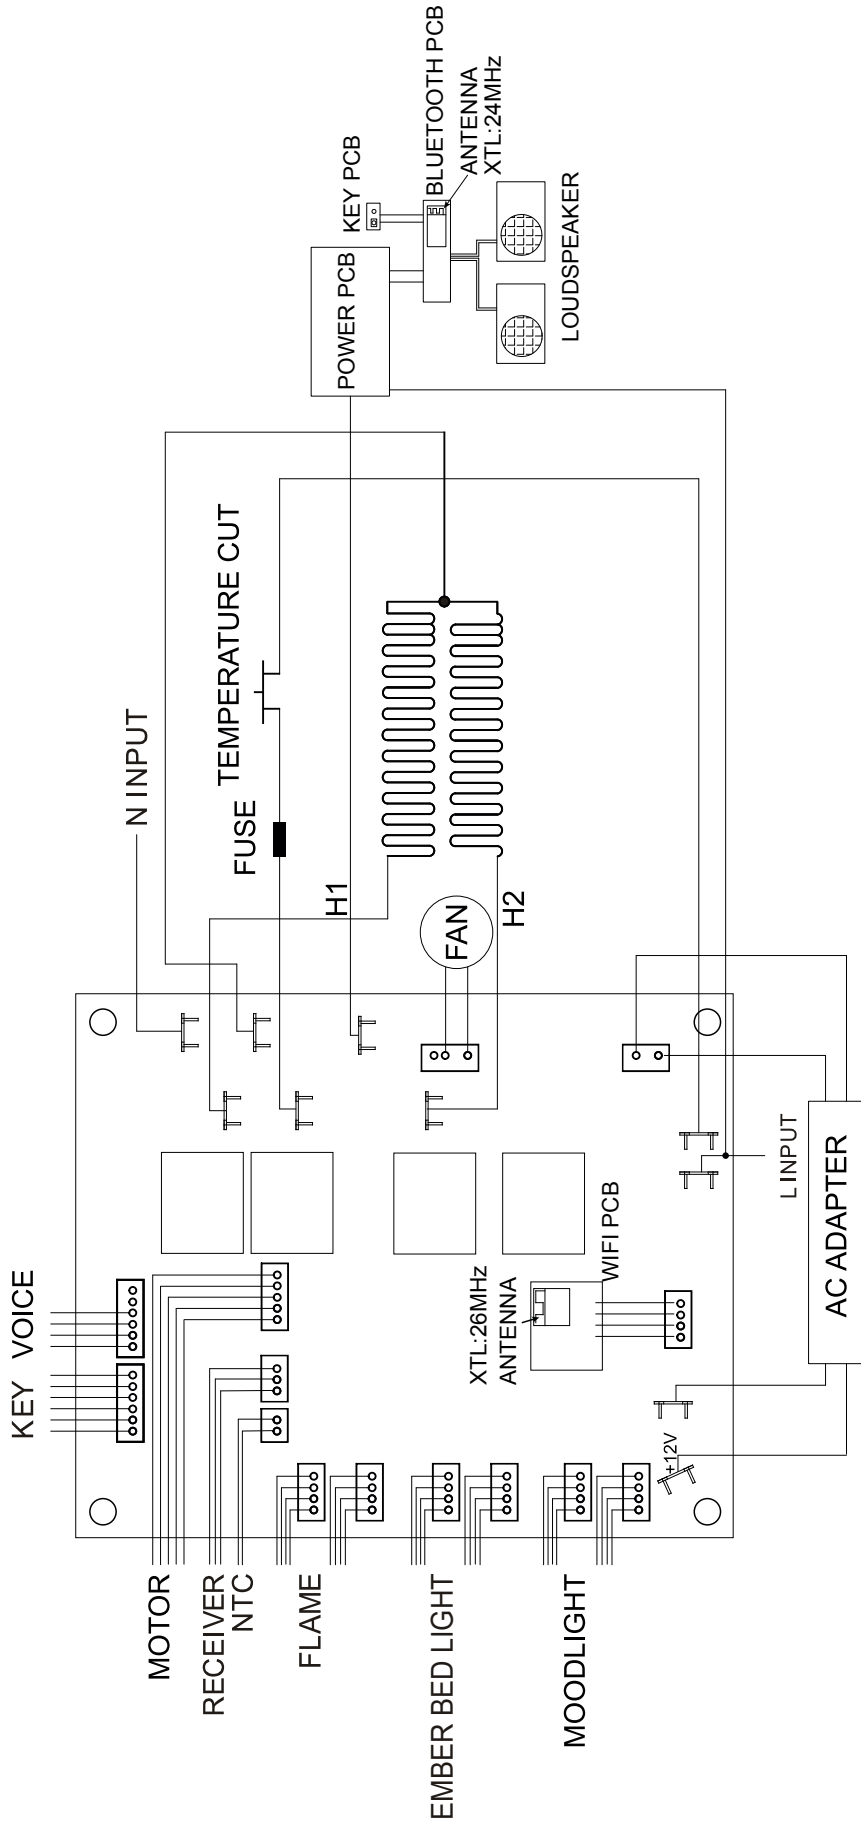 KEY
VOICE
MOTOR
RECEIVER
NTC
FLAME
EMBER BED LIGHT
MOODLIGHT
N INPUT
FUSE
TEMPERATURE CUT
H1
H2
FAN
KEY PCB
POWER PCB
BLUETOOTH PCB
ANTENNA
XTL:24MHz
LOUDSPEAKER
XTL:26MHz
ANTENNA
WIFI PCB
+12V
L INPUT
AC ADAPTER